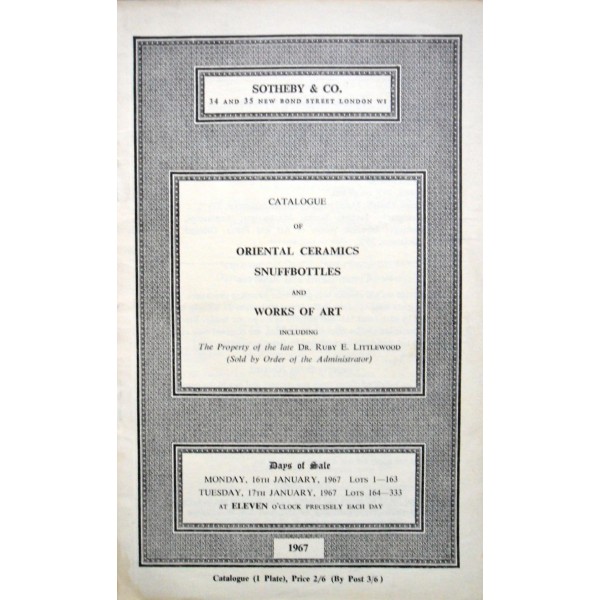 SOTHEBY & CO.
34 AND 35 NEW BOND STREET LONDON W1
CATALOGUE
OF
ORIENTAL CERAMICS
SNUFFBOTTLES
AND
WORKS OF ART
INCLUDING
The Property of the late DR. RUBY E. LITTLEWOOD
(Sold by Order of the Administrator)
Days of Sale
MONDAY, 16TH JANUARY, 1967 LOTS 1—163
TUESDAY, 17TH JANUARY, 1967 LOTS 164—333
AT ELEVEN O'CLOCK PRECISELY EACH DAY
1967
Catalogue (1 Plate), Price 2/6 (By Post 3/6)